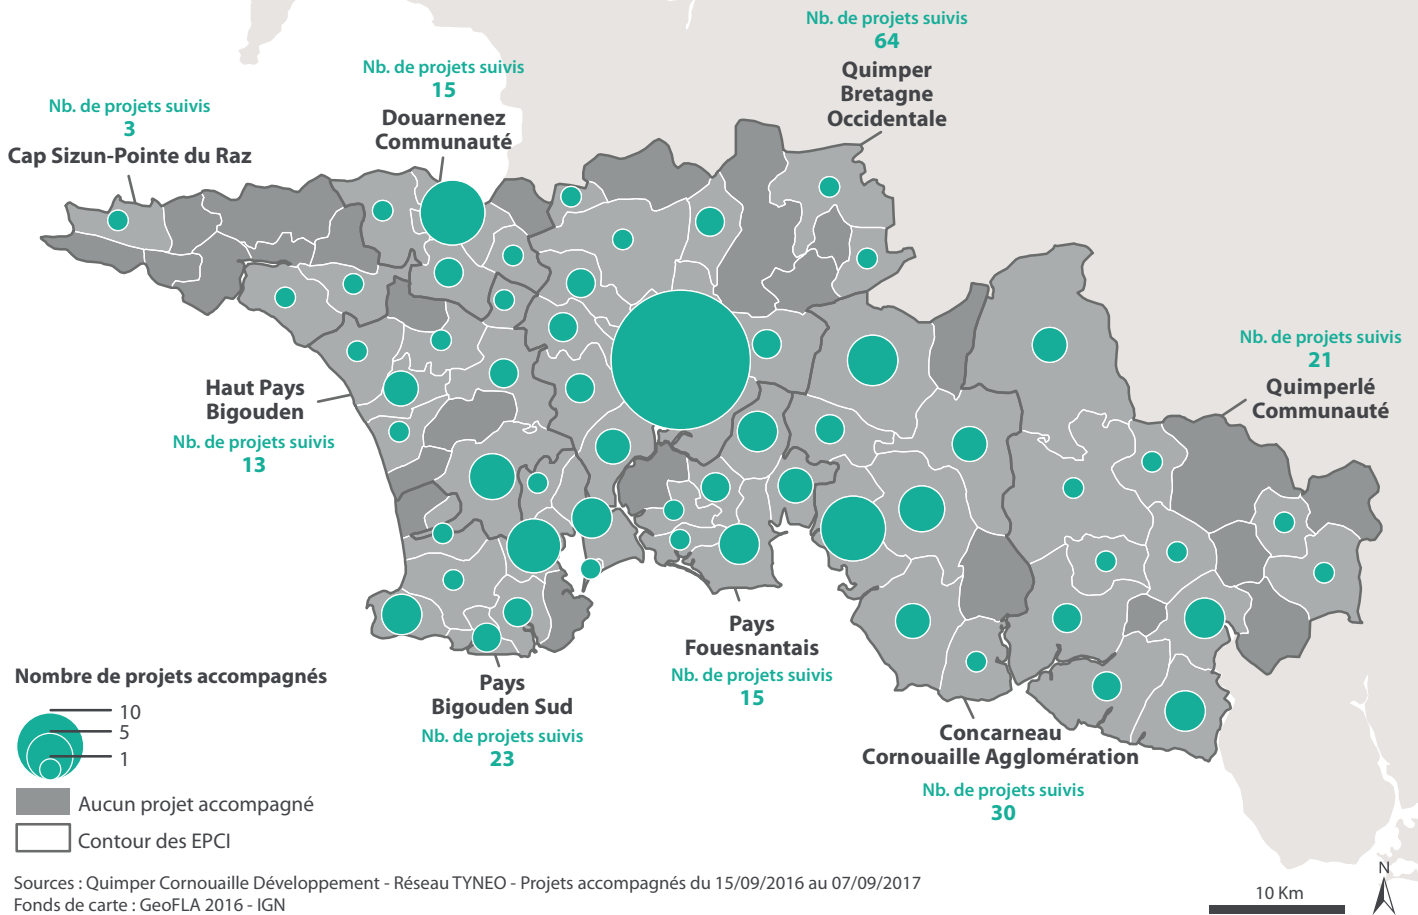 Nb. de projets suivis
64
Quimper
Bretagne
Occidentale
Nb. de projets suivis
15
Douarnenez
Communauté
Nb. de projets suivis
3
Cap Sizun-Pointe du Raz
Nb. de projets suivis
21
Quimperlé
Communauté
Haut Pays
Bigouden
Nb. de projets suivis
13
Pays
Fouesnantais
Nb. de projets suivis
15
Pays
Bigouden Sud
Nb. de projets suivis
23
Concarneau
Cornouaille Agglomération
Nb. de projets suivis
30
Nombre de projets accompagnés
10
5
1
Aucun projet accompagné
Contour des EPCI
Sources : Quimper Cornouaille Développement - Réseau TYNEO - Projets accompagnés du 15/09/2016 au 07/09/2017
Fonds de carte : GeoFLA 2016 - IGN
10 Km
N